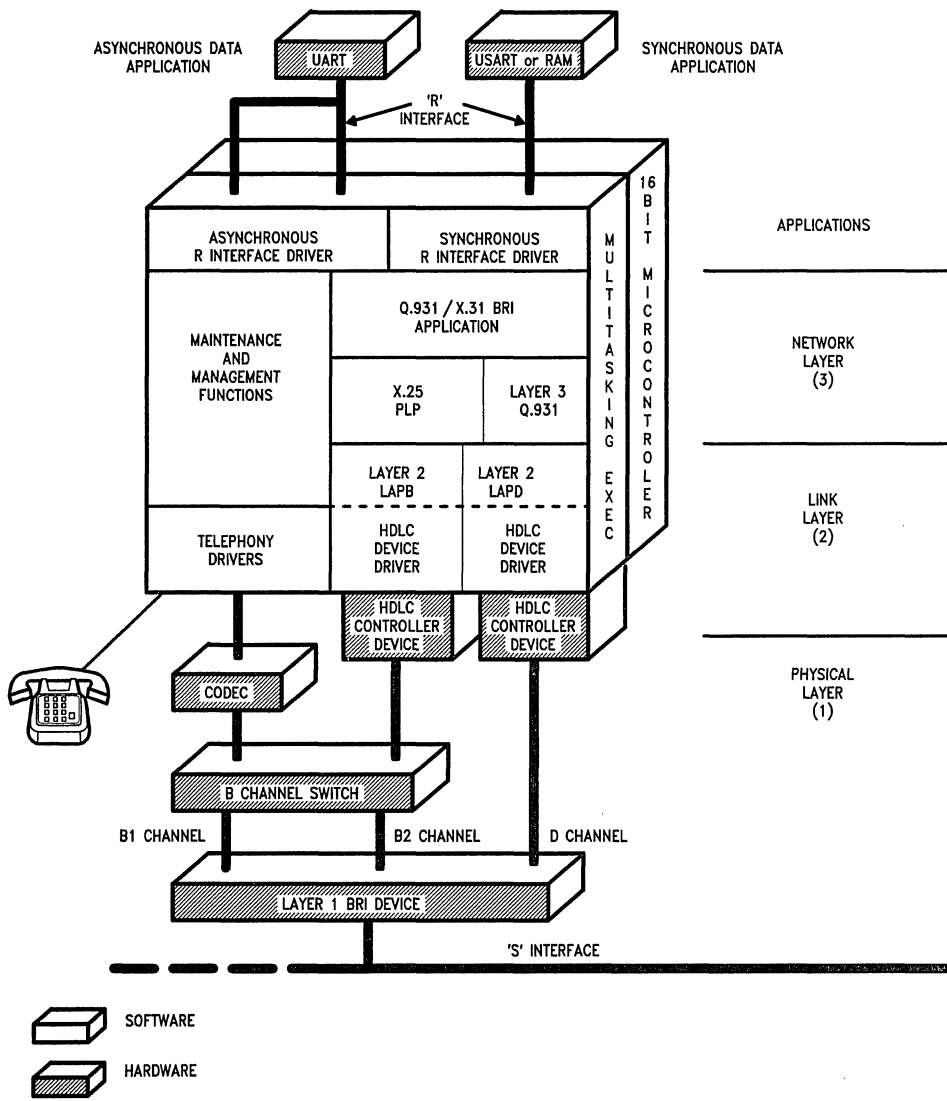 ASYNCHRONOUS DATA
APPLICATION
UART
USART or RAM
SYNCHRONOUS DATA
APPLICATION
'R'
INTERFACE
ASYNCHRONOUS
R INTERFACE DRIVER
SYNCHRONOUS
R INTERFACE DRIVER
MULTITASKING EXEC
16 BIT MICROCONTROLER
APPLICATIONS
MAINTENANCE
AND
MANAGEMENT
FUNCTIONS
Q.931 / X.31 BRI
APPLICATION
NETWORK
LAYER
(3)
X.25
PLP
LAYER 3
Q.931
LAYER 2
LAPB
LAYER 2
LAPD
LINK
LAYER
(2)
TELEPHONY
DRIVERS
HDLC
DEVICE
DRIVER
HDLC
DEVICE
DRIVER
HDLC
CONTROLLER
DEVICE
HDLC
CONTROLLER
DEVICE
CODEC
PHYSICAL
LAYER
(1)
B CHANNEL SWITCH
B1 CHANNEL
B2 CHANNEL
D CHANNEL
LAYER 1 BRI DEVICE
'S' INTERFACE
SOFTWARE
HARDWARE